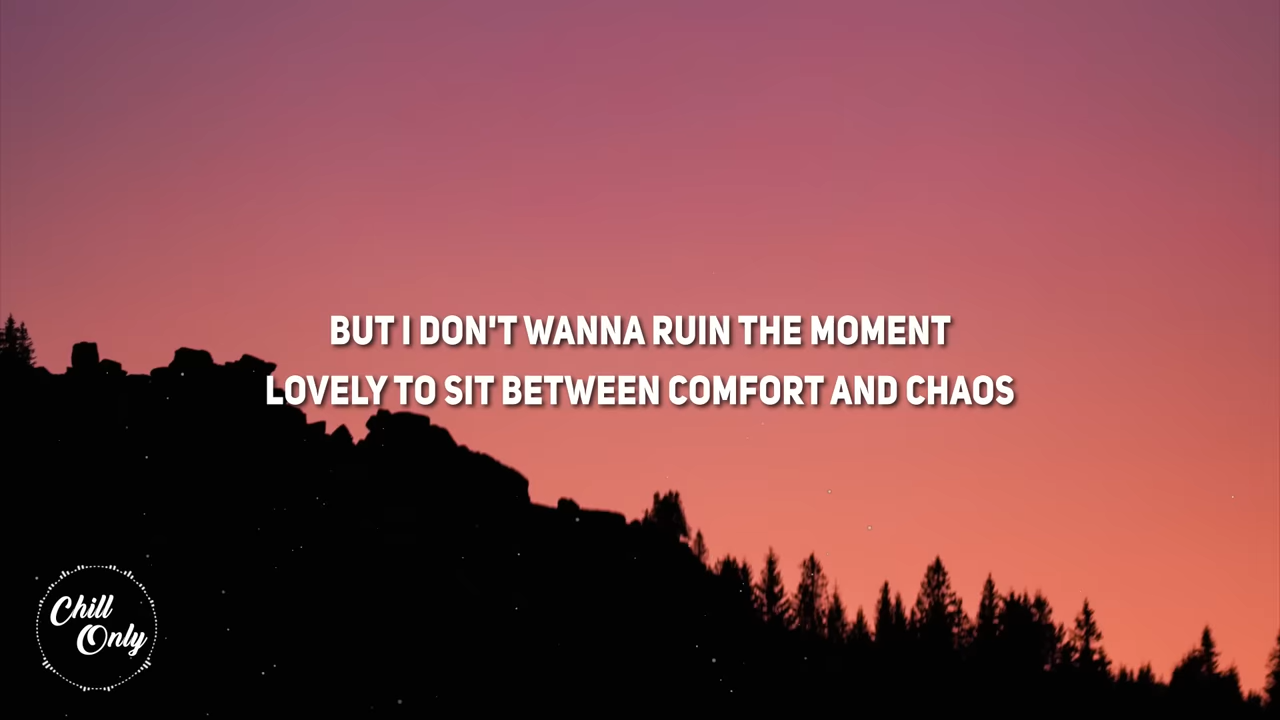 BUT I DON'T WANNA RUIN THE MOMENT
LOVELY TO SIT BETWEEN COMFORT AND CHAOS
Chill
Only